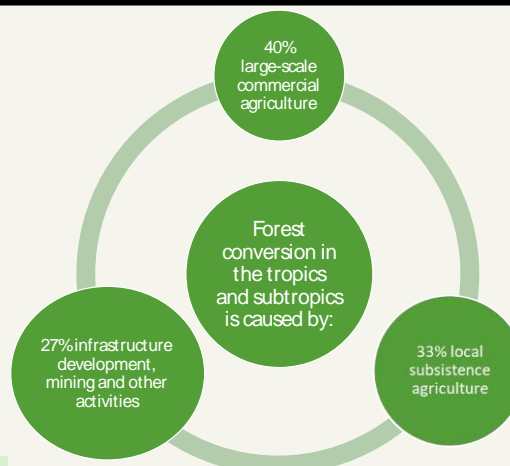 40%
large-scale
commercial
agriculture
Forest
conversion in
the tropics
and subtropics
is caused by:
27% infrastructure
development,
mining and other
activities
33% local
subsistence
agriculture